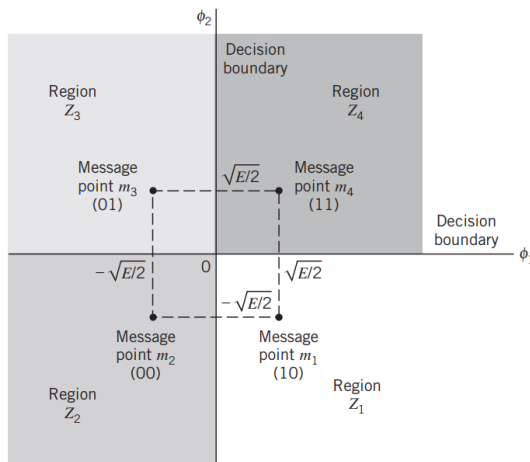 ϕ₂
Decision
boundary
Region
Z₃
Region
Z₄
Message
point m₃
(01)
√E/2
Message
point m₄
(11)
Decision
boundary
ϕ₁
0
– √E/2
√E/2
– √E/2
Message
point m₂
(00)
Message
point m₁
(10)
Region
Z₂
Region
Z₁